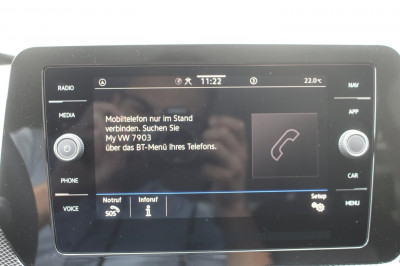 11:22
22.0°C
RADIO
NAV
MEDIA
APP
Mobiltelefon nur im Stand
verbinden. Suchen Sie
My VW 7903
über das BT-Menü Ihres Telefons.
PHONE
CAR
VOICE
MENU
Notruf
Inforuf
Setup
SOS